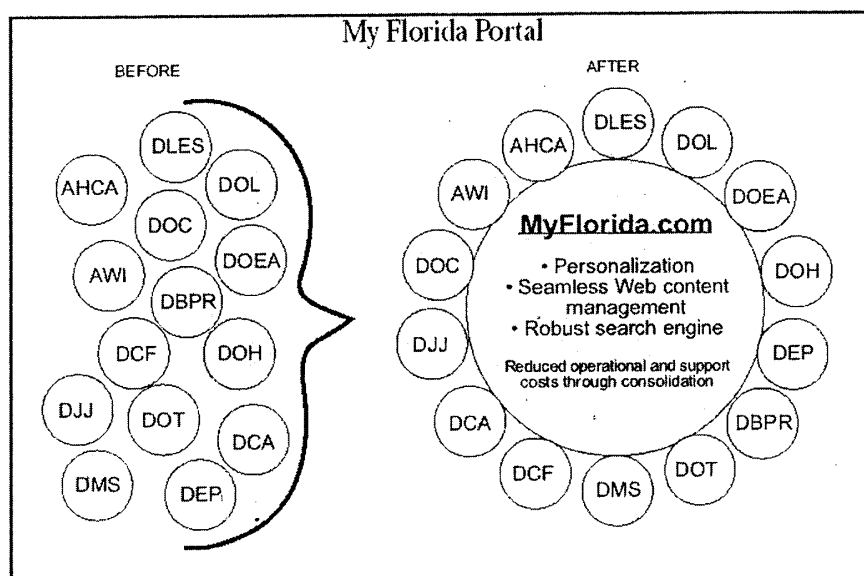 My Florida Portal
BEFORE
AFTER
DLES
AHCA
DOL
DOC
DOEA
AWI
DBPR
DCF
DOH
DJJ
DOT
DCA
DMS
DEP
DLES
AHCA
DOL
AWI
DOEA
DOC
DOH
DJJ
DEP
DCA
DBPR
DCF
DOT
DMS
MyFlorida.com
• Personalization
• Seamless Web content
management
• Robust search engine
Reduced operational and support
costs through consolidation